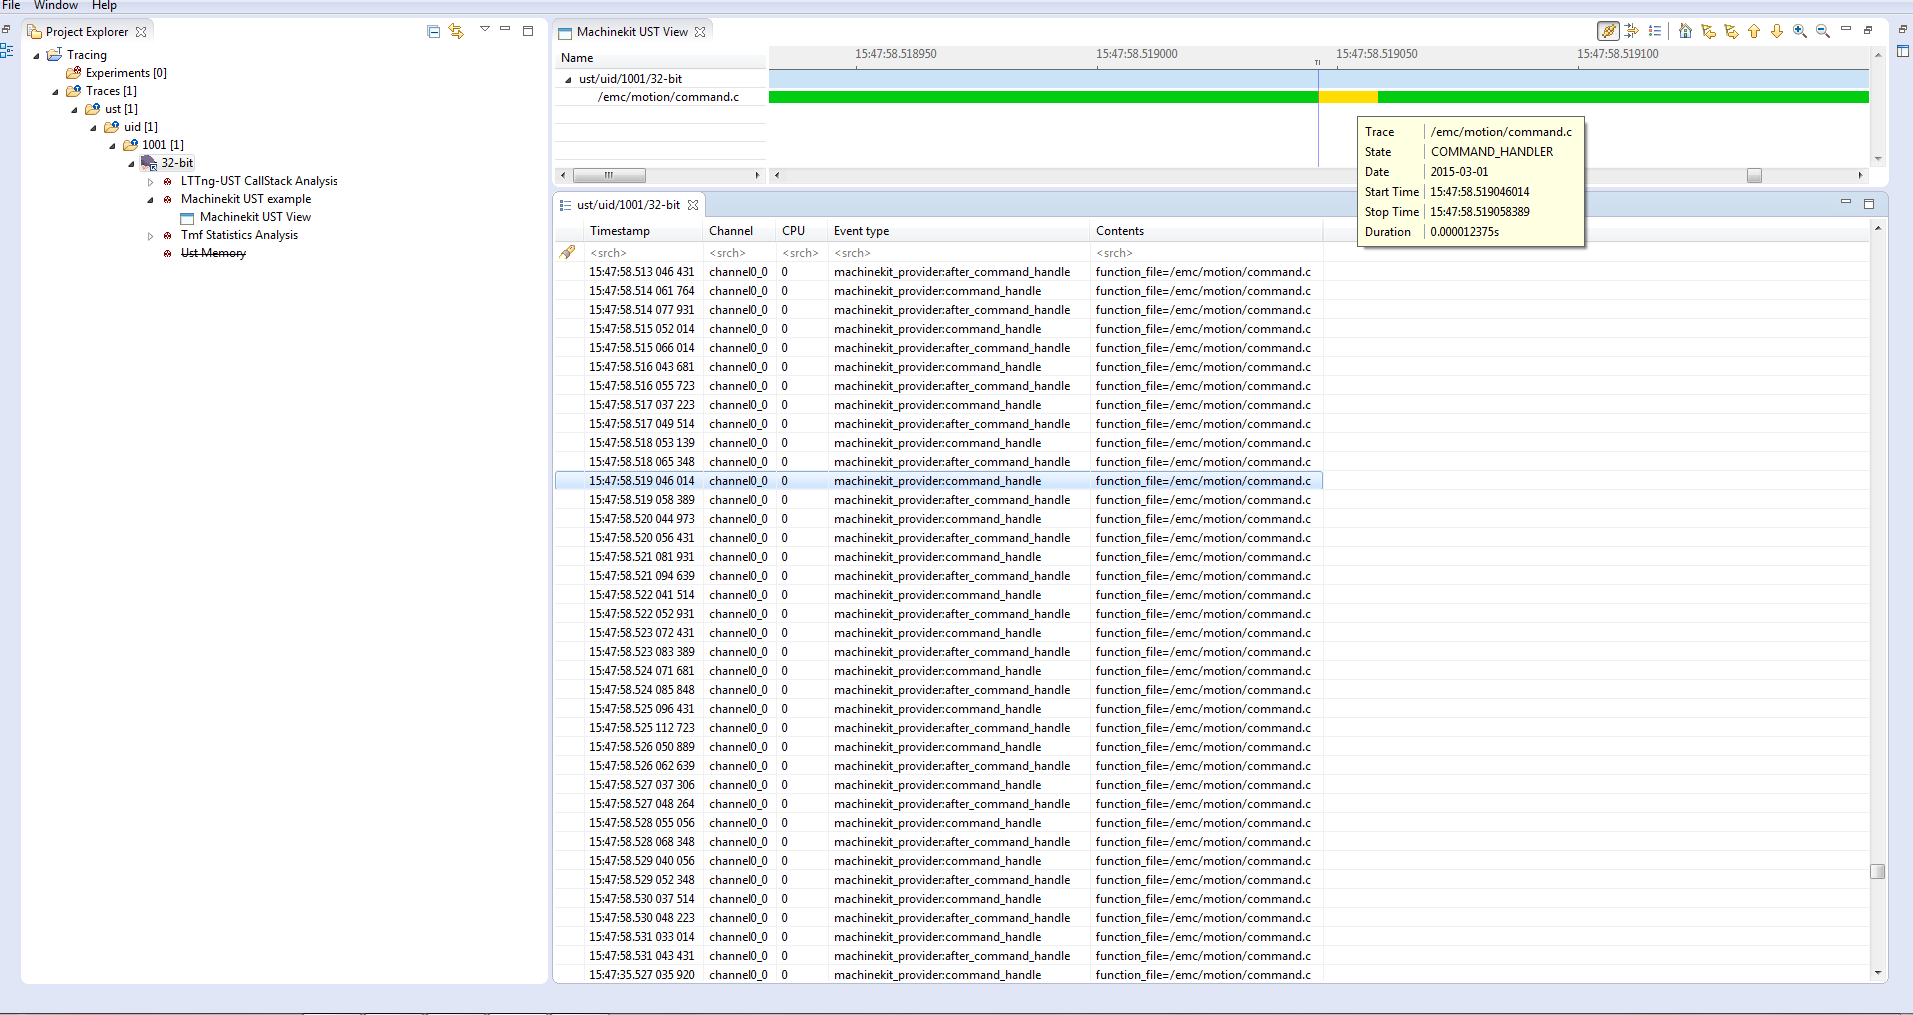 File Window Help
Project Explorer
Tracing
Experiments [0]
Traces [1]
ust [1]
uid [1]
1001 [1]
32-bit
LTTng-UST CallStack Analysis
Machinekit UST example
Machinekit UST View
Tmf Statistics Analysis
Ust Memory
Machinekit UST View
Name 15:47:58.518950 15:47:58.519000 15:47:58.519050 15:47:58.519100
ust/uid/1001/32-bit
/emc/motion/command.c
Trace /emc/motion/command.c
State COMMAND_HANDLER
Date 2015-03-01
Start Time 15:47:58.519046014
Stop Time 15:47:58.519058389
Duration 0.000012375s
ust/uid/1001/32-bit
Timestamp Channel CPU Event type Contents
<srch> <srch> <srch> <srch> <srch>
15:47:58.513 046 431 channel0_0 0 machinekit_provider:after_command_handle function_file=/emc/motion/command.c
15:47:58.514 061 764 channel0_0 0 machinekit_provider:command_handle function_file=/emc/motion/command.c
15:47:58.514 077 931 channel0_0 0 machinekit_provider:after_command_handle function_file=/emc/motion/command.c
15:47:58.515 052 014 channel0_0 0 machinekit_provider:command_handle function_file=/emc/motion/command.c
15:47:58.515 066 014 channel0_0 0 machinekit_provider:after_command_handle function_file=/emc/motion/command.c
15:47:58.516 043 681 channel0_0 0 machinekit_provider:command_handle function_file=/emc/motion/command.c
15:47:58.516 055 723 channel0_0 0 machinekit_provider:after_command_handle function_file=/emc/motion/command.c
15:47:58.517 037 223 channel0_0 0 machinekit_provider:command_handle function_file=/emc/motion/command.c
15:47:58.517 049 514 channel0_0 0 machinekit_provider:after_command_handle function_file=/emc/motion/command.c
15:47:58.518 053 139 channel0_0 0 machinekit_provider:command_handle function_file=/emc/motion/command.c
15:47:58.518 065 348 channel0_0 0 machinekit_provider:after_command_handle function_file=/emc/motion/command.c
15:47:58.519 046 014 channel0_0 0 machinekit_provider:command_handle function_file=/emc/motion/command.c
15:47:58.519 058 389 channel0_0 0 machinekit_provider:after_command_handle function_file=/emc/motion/command.c
15:47:58.520 044 973 channel0_0 0 machinekit_provider:command_handle function_file=/emc/motion/command.c
15:47:58.520 056 431 channel0_0 0 machinekit_provider:after_command_handle function_file=/emc/motion/command.c
15:47:58.521 081 931 channel0_0 0 machinekit_provider:command_handle function_file=/emc/motion/command.c
15:47:58.521 094 639 channel0_0 0 machinekit_provider:after_command_handle function_file=/emc/motion/command.c
15:47:58.522 041 514 channel0_0 0 machinekit_provider:command_handle function_file=/emc/motion/command.c
15:47:58.522 052 931 channel0_0 0 machinekit_provider:after_command_handle function_file=/emc/motion/command.c
15:47:58.523 072 431 channel0_0 0 machinekit_provider:command_handle function_file=/emc/motion/command.c
15:47:58.523 083 389 channel0_0 0 machinekit_provider:after_command_handle function_file=/emc/motion/command.c
15:47:58.524 071 681 channel0_0 0 machinekit_provider:command_handle function_file=/emc/motion/command.c
15:47:58.524 085 848 channel0_0 0 machinekit_provider:after_command_handle function_file=/emc/motion/command.c
15:47:58.525 096 431 channel0_0 0 machinekit_provider:command_handle function_file=/emc/motion/command.c
15:47:58.525 112 723 channel0_0 0 machinekit_provider:after_command_handle function_file=/emc/motion/command.c
15:47:58.526 050 889 channel0_0 0 machinekit_provider:command_handle function_file=/emc/motion/command.c
15:47:58.526 062 639 channel0_0 0 machinekit_provider:after_command_handle function_file=/emc/motion/command.c
15:47:58.527 037 306 channel0_0 0 machinekit_provider:command_handle function_file=/emc/motion/command.c
15:47:58.527 048 264 channel0_0 0 machinekit_provider:after_command_handle function_file=/emc/motion/command.c
15:47:58.528 055 056 channel0_0 0 machinekit_provider:command_handle function_file=/emc/motion/command.c
15:47:58.528 068 348 channel0_0 0 machinekit_provider:after_command_handle function_file=/emc/motion/command.c
15:47:58.529 040 056 channel0_0 0 machinekit_provider:command_handle function_file=/emc/motion/command.c
15:47:58.529 052 348 channel0_0 0 machinekit_provider:after_command_handle function_file=/emc/motion/command.c
15:47:58.530 037 514 channel0_0 0 machinekit_provider:command_handle function_file=/emc/motion/command.c
15:47:58.530 048 223 channel0_0 0 machinekit_provider:after_command_handle function_file=/emc/motion/command.c
15:47:58.531 033 014 channel0_0 0 machinekit_provider:command_handle function_file=/emc/motion/command.c
15:47:58.531 043 431 channel0_0 0 machinekit_provider:after_command_handle function_file=/emc/motion/command.c
15:47:35.527 035 920 channel0_0 0 machinekit_provider:command_handle function_file=/emc/motion/command.c